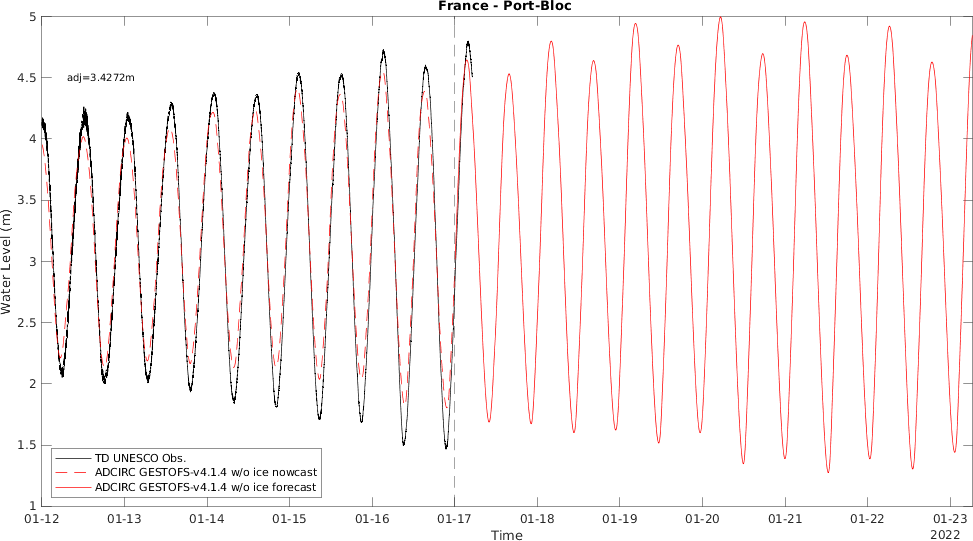 France - Port-Bloc
adj=3.4272m
Water Level (m)
5
4.5
4
3.5
3
2.5
2
1.5
1
TD UNESCO Obs.
ADCIRC GESTOFS-v4.1.4 w/o ice nowcast
ADCIRC GESTOFS-v4.1.4 w/o ice forecast
01-12 01-13 01-14 01-15 01-16 01-17 01-18 01-19 01-20 01-21 01-22 01-23
Time
2022